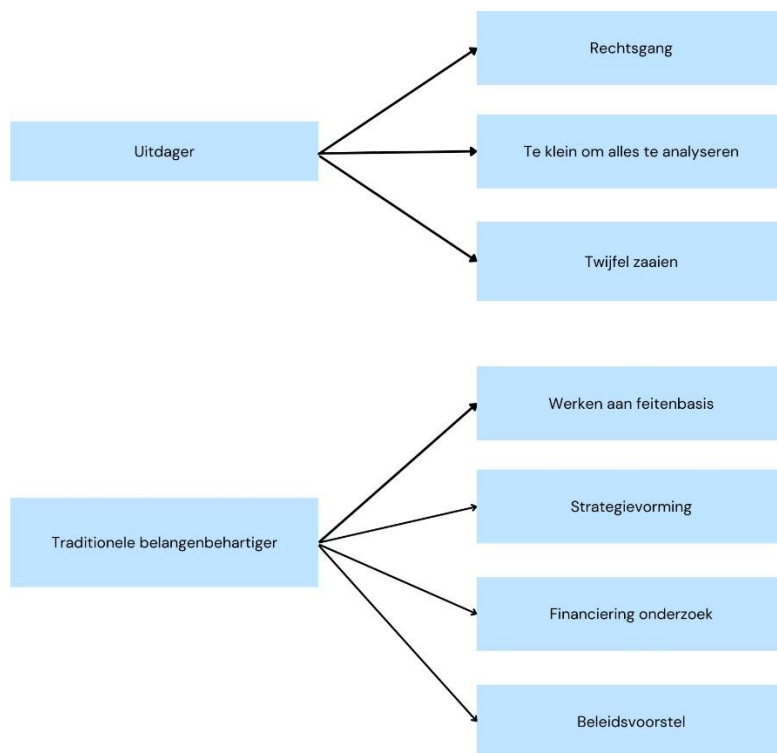 Uitdager
Rechtsgang
Te klein om alles te analyseren
Twijfel zaaien
Traditionele belangenbehartiger
Werken aan feitenbasis
Strategievorming
Financiering onderzoek
Beleidsvoorstel